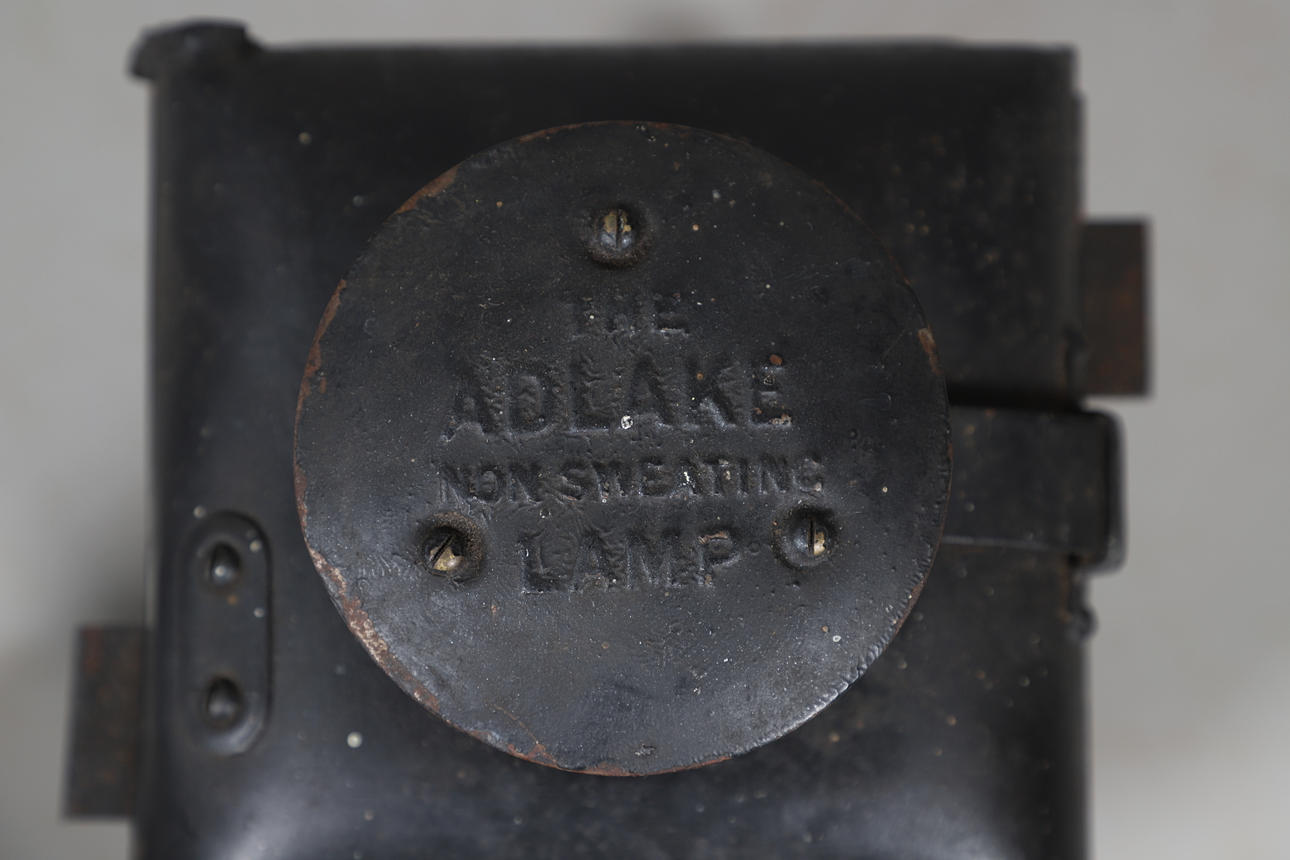 THE
ADLAKE
NON SWEATING
LAMP